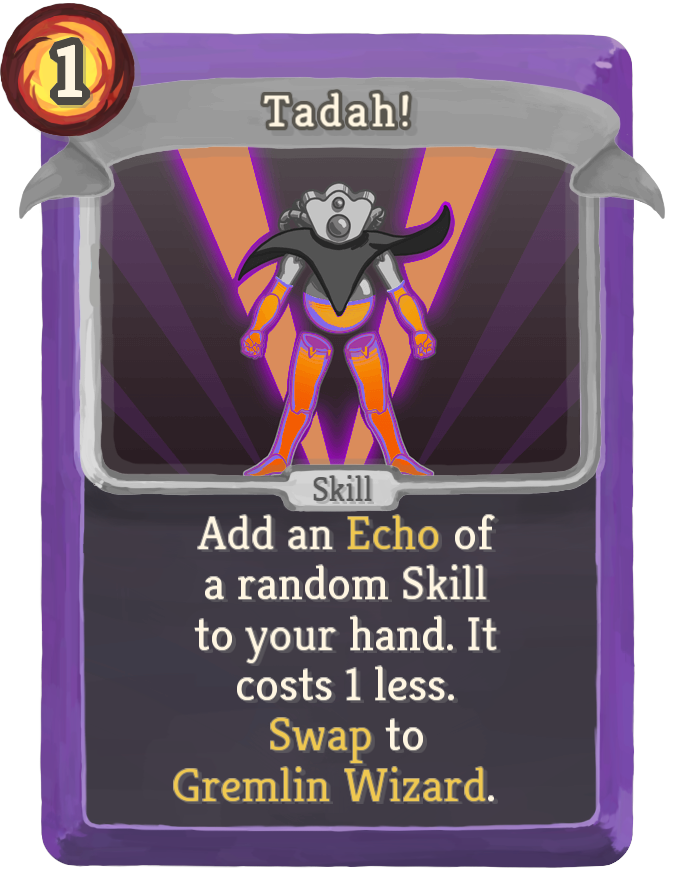 1
Tadah!
Skill
Add an Echo of
a random Skill
to your hand. It
costs 1 less.
Swap to
Gremlin Wizard.